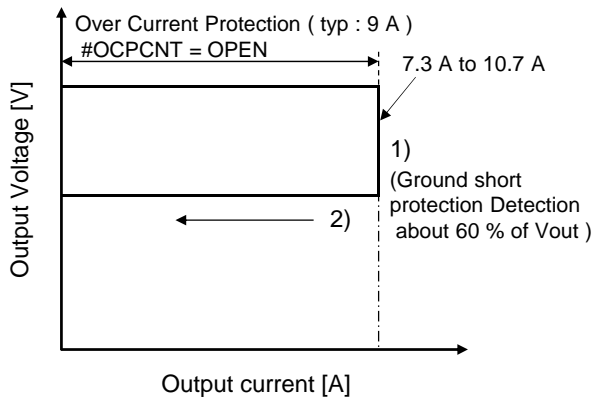 Over Current Protection ( typ : 9 A )
#OCPCNT = OPEN
7.3 A to 10.7 A
1)
(Ground short
protection Detection
about 60 % of Vout )
2)
Output Voltage [V]
Output current [A]